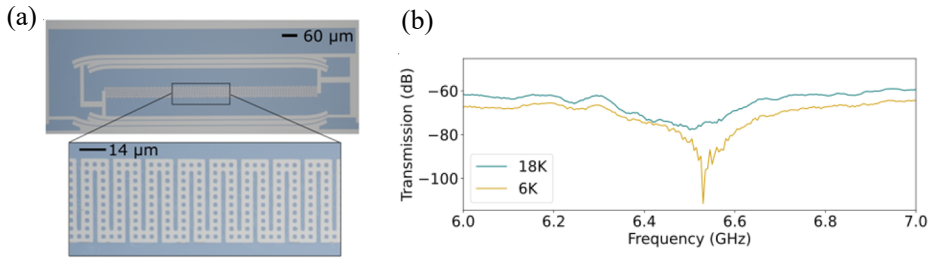 (a)
60 μm
14 μm
(b)
Transmission (dB)
−60
−80
−100
18K
6K
6.0 6.2 6.4 6.6 6.8 7.0
Frequency (GHz)